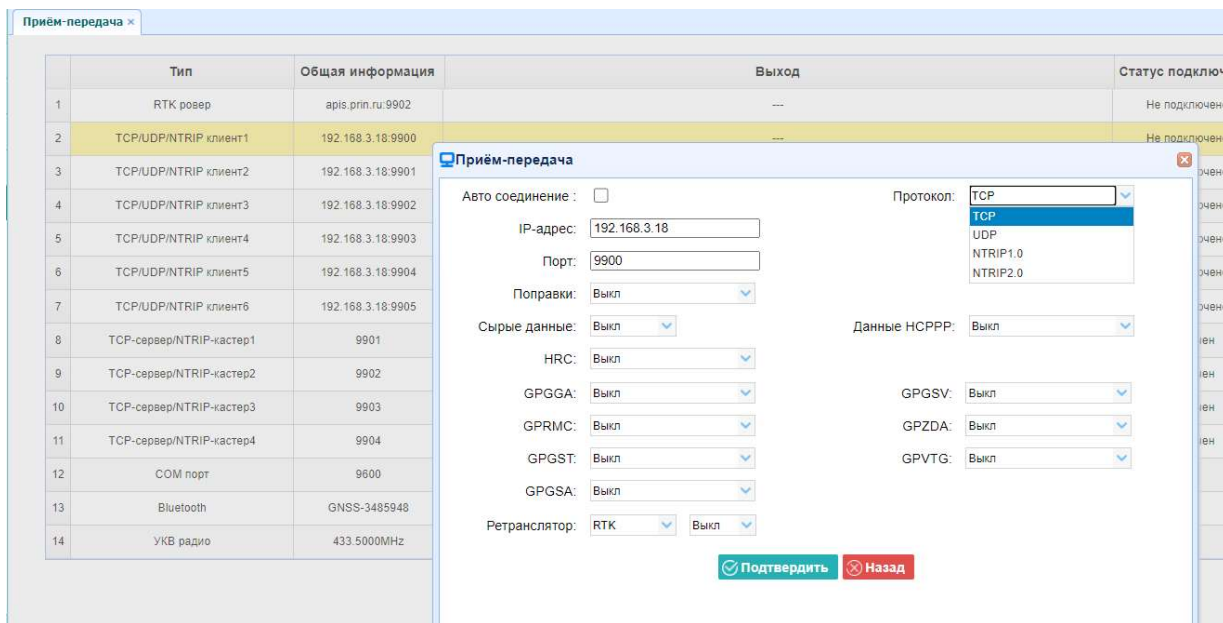 Приём-передача ×
Тип Общая информация Выход Статус подключ
1 RTK ровер apis.prin.ru:9902 --- Не подключен
2 TCP/UDP/NTRIP клиент1 192.168.3.18:9900 --- Не подключен
3 TCP/UDP/NTRIP клиент2 192.168.3.18:9901
4 TCP/UDP/NTRIP клиент3 192.168.3.18:9902
5 TCP/UDP/NTRIP клиент4 192.168.3.18:9903
6 TCP/UDP/NTRIP клиент5 192.168.3.18:9904
7 TCP/UDP/NTRIP клиент6 192.168.3.18:9905
8 TCP-сервер/NTRIP-кастер1 9901
9 TCP-сервер/NTRIP-кастер2 9902
10 TCP-сервер/NTRIP-кастер3 9903
11 TCP-сервер/NTRIP-кастер4 9904
12 COM порт 9600
13 Bluetooth GNSS-3485948
14 УКВ радио 433.5000MHz
Приём-передача
Авто соединение : Протокол: TCP
TCP
UDP
NTRIP1.0
NTRIP2.0
IP-адрес: 192.168.3.18
Порт: 9900
Поправки: Выкл
Сырые данные: Выкл Данные HCPPP: Выкл
HRC: Выкл
GPGGA: Выкл GPGSV: Выкл
GPRMC: Выкл GPZDA: Выкл
GPGST: Выкл GPVTG: Выкл
GPGSA: Выкл
Ретранслятор: RTK Выкл
Подтвердить Назад